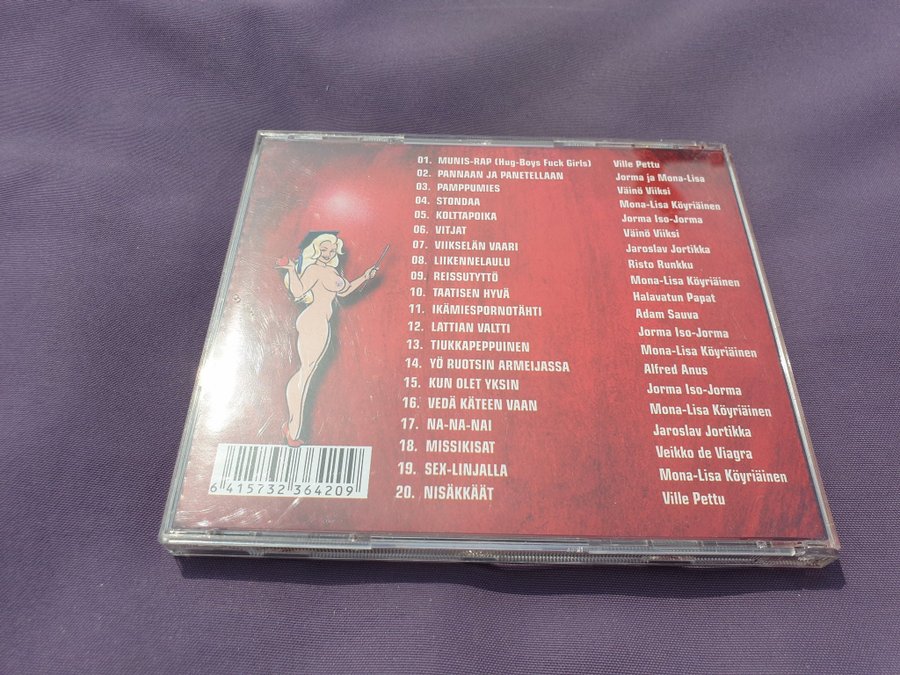 01. MUNIS-RAP (Hug-Boys Fuck Girls) Ville Pettu
02. PANNAAN JA PANETELLAAN Jorma ja Mona-Lisa
03. PAMPPUMIES Väinö Viiksi
04. STONDAA Mona-Lisa Köyriäinen
05. KOLTTAPOIKA Jorma Iso-Jorma
06. VITJAT Väinö Viiksi
07. VIIKSELÄN VAARI Jaroslav Jortikka
08. LIIKENNELAULU Risto Runkku
09. REISSUTYTTÖ Mona-Lisa Köyriäinen
10. TAATISEN HYVÄ Halavatun Papat
11. IKÄMIESPORNOTÄHTI Adam Sauva
12. LATTIAN VALTTI Jorma Iso-Jorma
13. TIUKKAPEPPUINEN Mona-Lisa Köyriäinen
14. YÖ RUOTSIN ARMEIJASSA Alfred Anus
15. KUN OLET YKSIN Jorma Iso-Jorma
16. VEDÄ KÄTEEN VAAN Mona-Lisa Köyriäinen
17. NA-NA-NAI Jaroslav Jortikka
18. MISSIKISAT Veikko de Viagra
19. SEX-LINJALLA Mona-Lisa Köyriäinen
20. NISÄKKÄÄT Ville Pettu
6 415732 364209